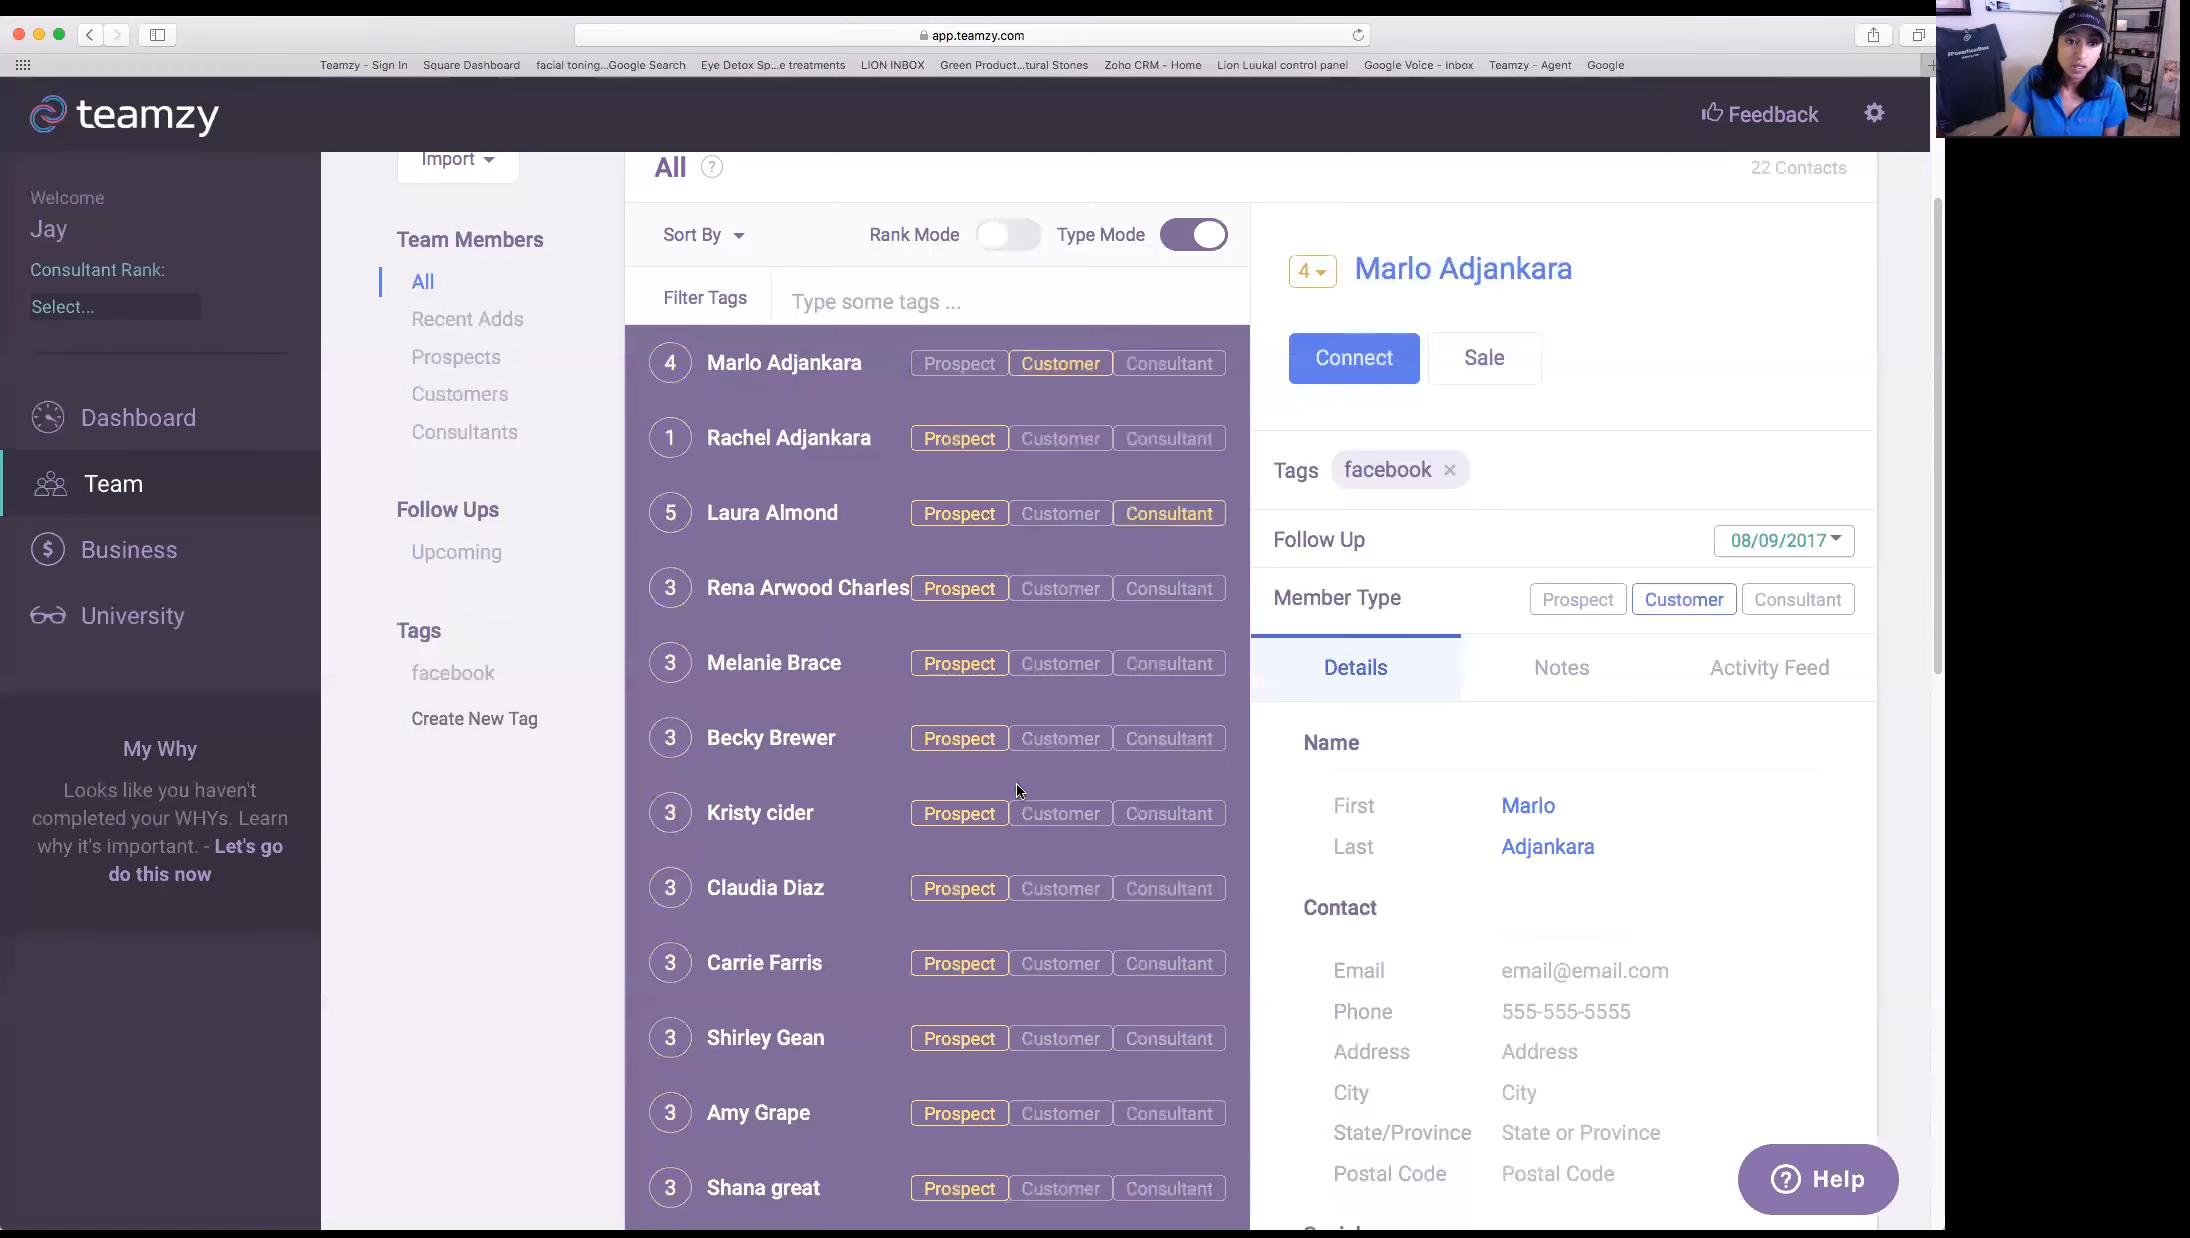 app.teamzy.com
Teamzy - Sign In Square Dashboard facial toning...Google Search Eye Detox Sp...e treatments LION INBOX Green Product...tural Stones Zoho CRM - Home Lion Luukal control panel Google Voice - Inbox Teamzy - Agent Google
teamzy
Feedback
Welcome
Jay
Consultant Rank:
Select...
Dashboard
Team
Business
University
My Why
Looks like you haven't
completed your WHYs. Learn
why it's important. - Let's go
do this now
Import
Team Members
All
Recent Adds
Prospects
Customers
Consultants
Follow Ups
Upcoming
Tags
facebook
Create New Tag
All ?
22 Contacts
Sort By Rank Mode Type Mode
Filter Tags Type some tags ...
4 Marlo Adjankara Prospect Customer Consultant
1 Rachel Adjankara Prospect Customer Consultant
5 Laura Almond Prospect Customer Consultant
3 Rena Arwood Charles Prospect Customer Consultant
3 Melanie Brace Prospect Customer Consultant
3 Becky Brewer Prospect Customer Consultant
3 Kristy cider Prospect Customer Consultant
3 Claudia Diaz Prospect Customer Consultant
3 Carrie Farris Prospect Customer Consultant
3 Shirley Gean Prospect Customer Consultant
3 Amy Grape Prospect Customer Consultant
3 Shana great Prospect Customer Consultant
4 Marlo Adjankara
Connect Sale
Tags facebook ×
Follow Up 08/09/2017
Member Type Prospect Customer Consultant
Details Notes Activity Feed
Name
First Marlo
Last Adjankara
Contact
Email email@email.com
Phone 555-555-5555
Address Address
City City
State/Province State or Province
Postal Code Postal Code
? Help